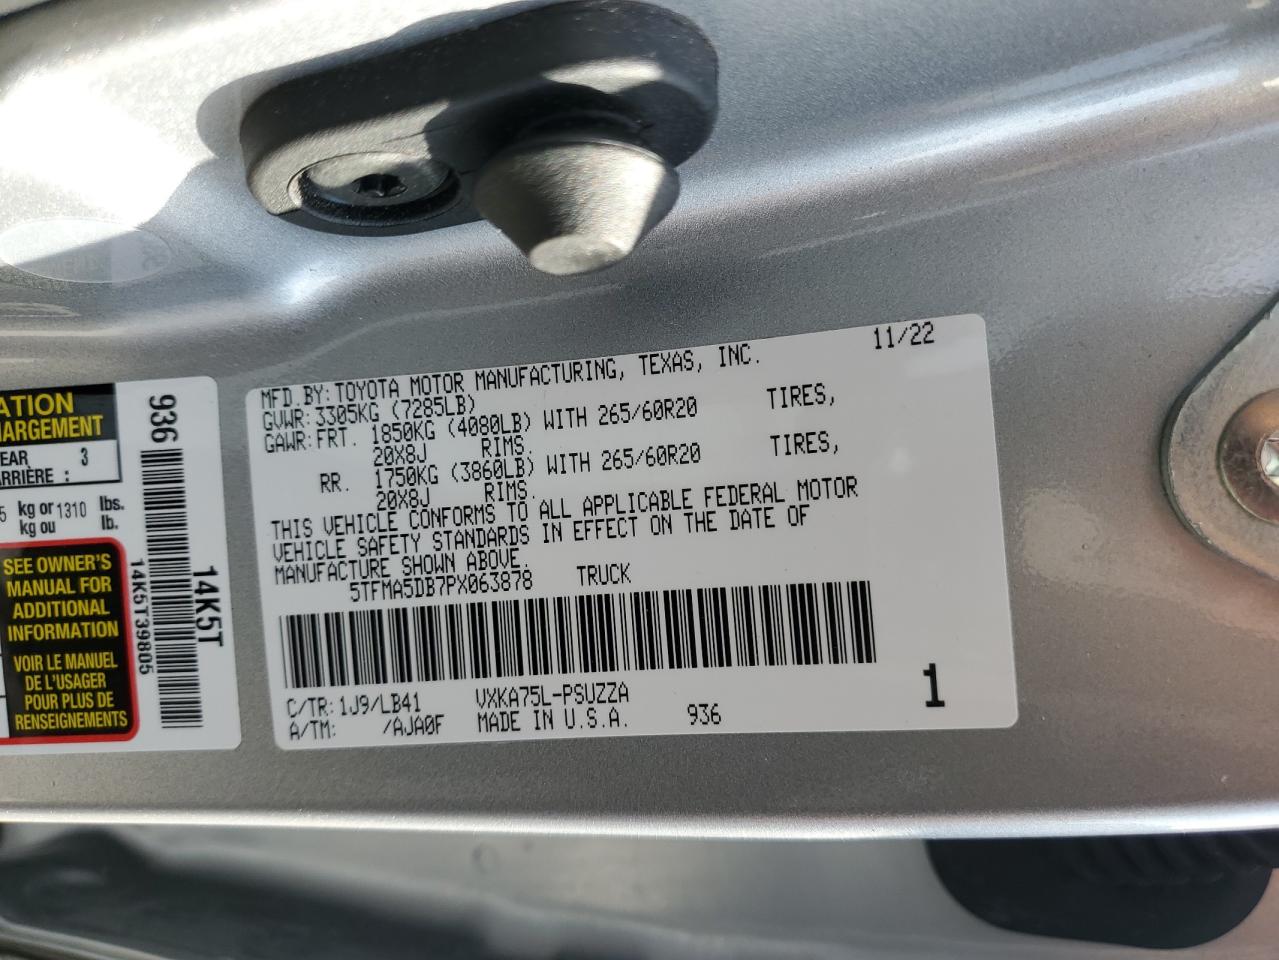 ATION
HARGEMENT
EAR : 3
ARRIÈRE :
5 kg or 1310 lbs.
kg ou lb.
SEE OWNER'S
MANUAL FOR
ADDITIONAL
INFORMATION
VOIR LE MANUEL
DE L'USAGER
POUR PLUS DE
RENSEIGNEMENTS
936
14K5T39805
14K5T
11/22
MFD.BY:TOYOTA MOTOR MANUFACTURING, TEXAS, INC.
GVWR:3305KG (7285LB)
GAWR:FRT. 1850KG (4080LB) WITH 265/60R20 TIRES,
20X8J RIMS.
RR. 1750KG (3860LB) WITH 265/60R20 TIRES,
20X8J RIMS.
THIS VEHICLE CONFORMS TO ALL APPLICABLE FEDERAL MOTOR
VEHICLE SAFETY STANDARDS IN EFFECT ON THE DATE OF
MANUFACTURE SHOWN ABOVE.
5TFMA5DB7PX063878 TRUCK
C/TR:1J9/LB41 VXKA75L-PSUZZA
A/TM: /AJA0F MADE IN U.S.A. 936
1